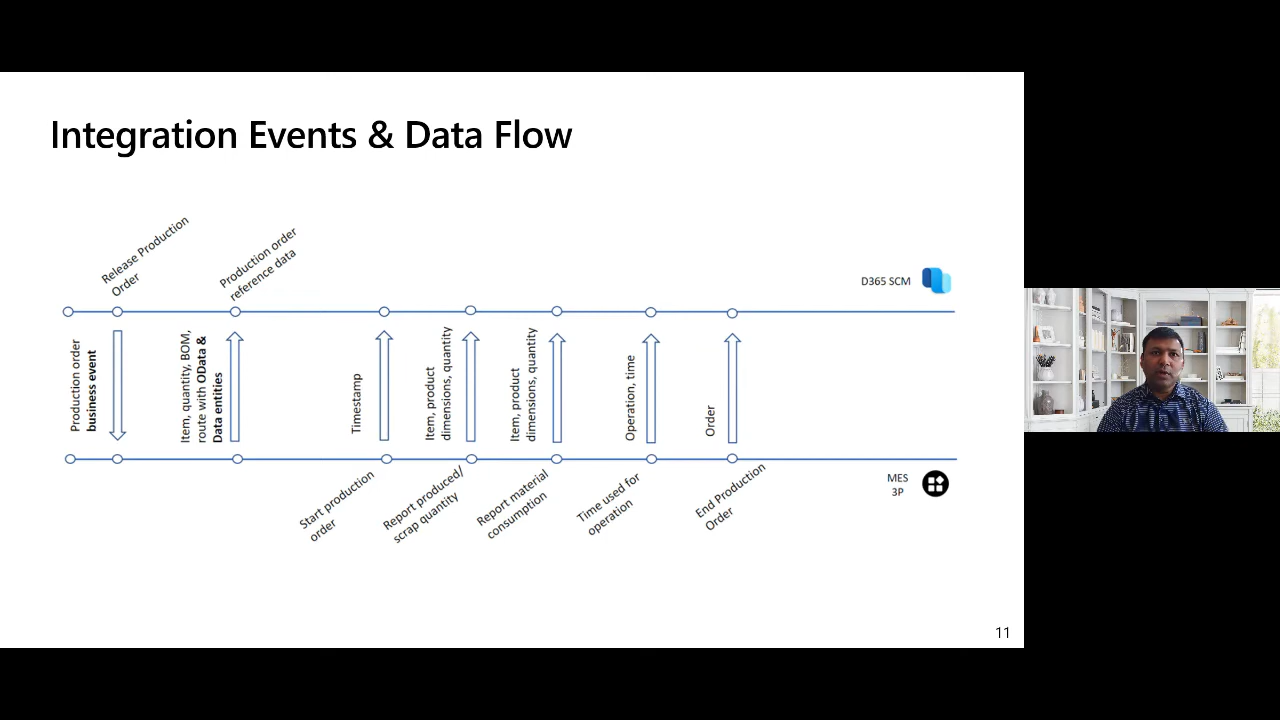 Integration Events & Data Flow
Release Production
Order
Production order
reference data
D365 SCM
Production order
business event
Item, quantity, BOM,
route with OData &
Data entities
Timestamp
Item, product
dimensions, quantity
Item, product
dimensions, quantity
Operation, time
Order
MES
3P
Start production
order
Report produced/
scrap quantity
Report material
consumption
Time used for
operation
End Production
Order
11